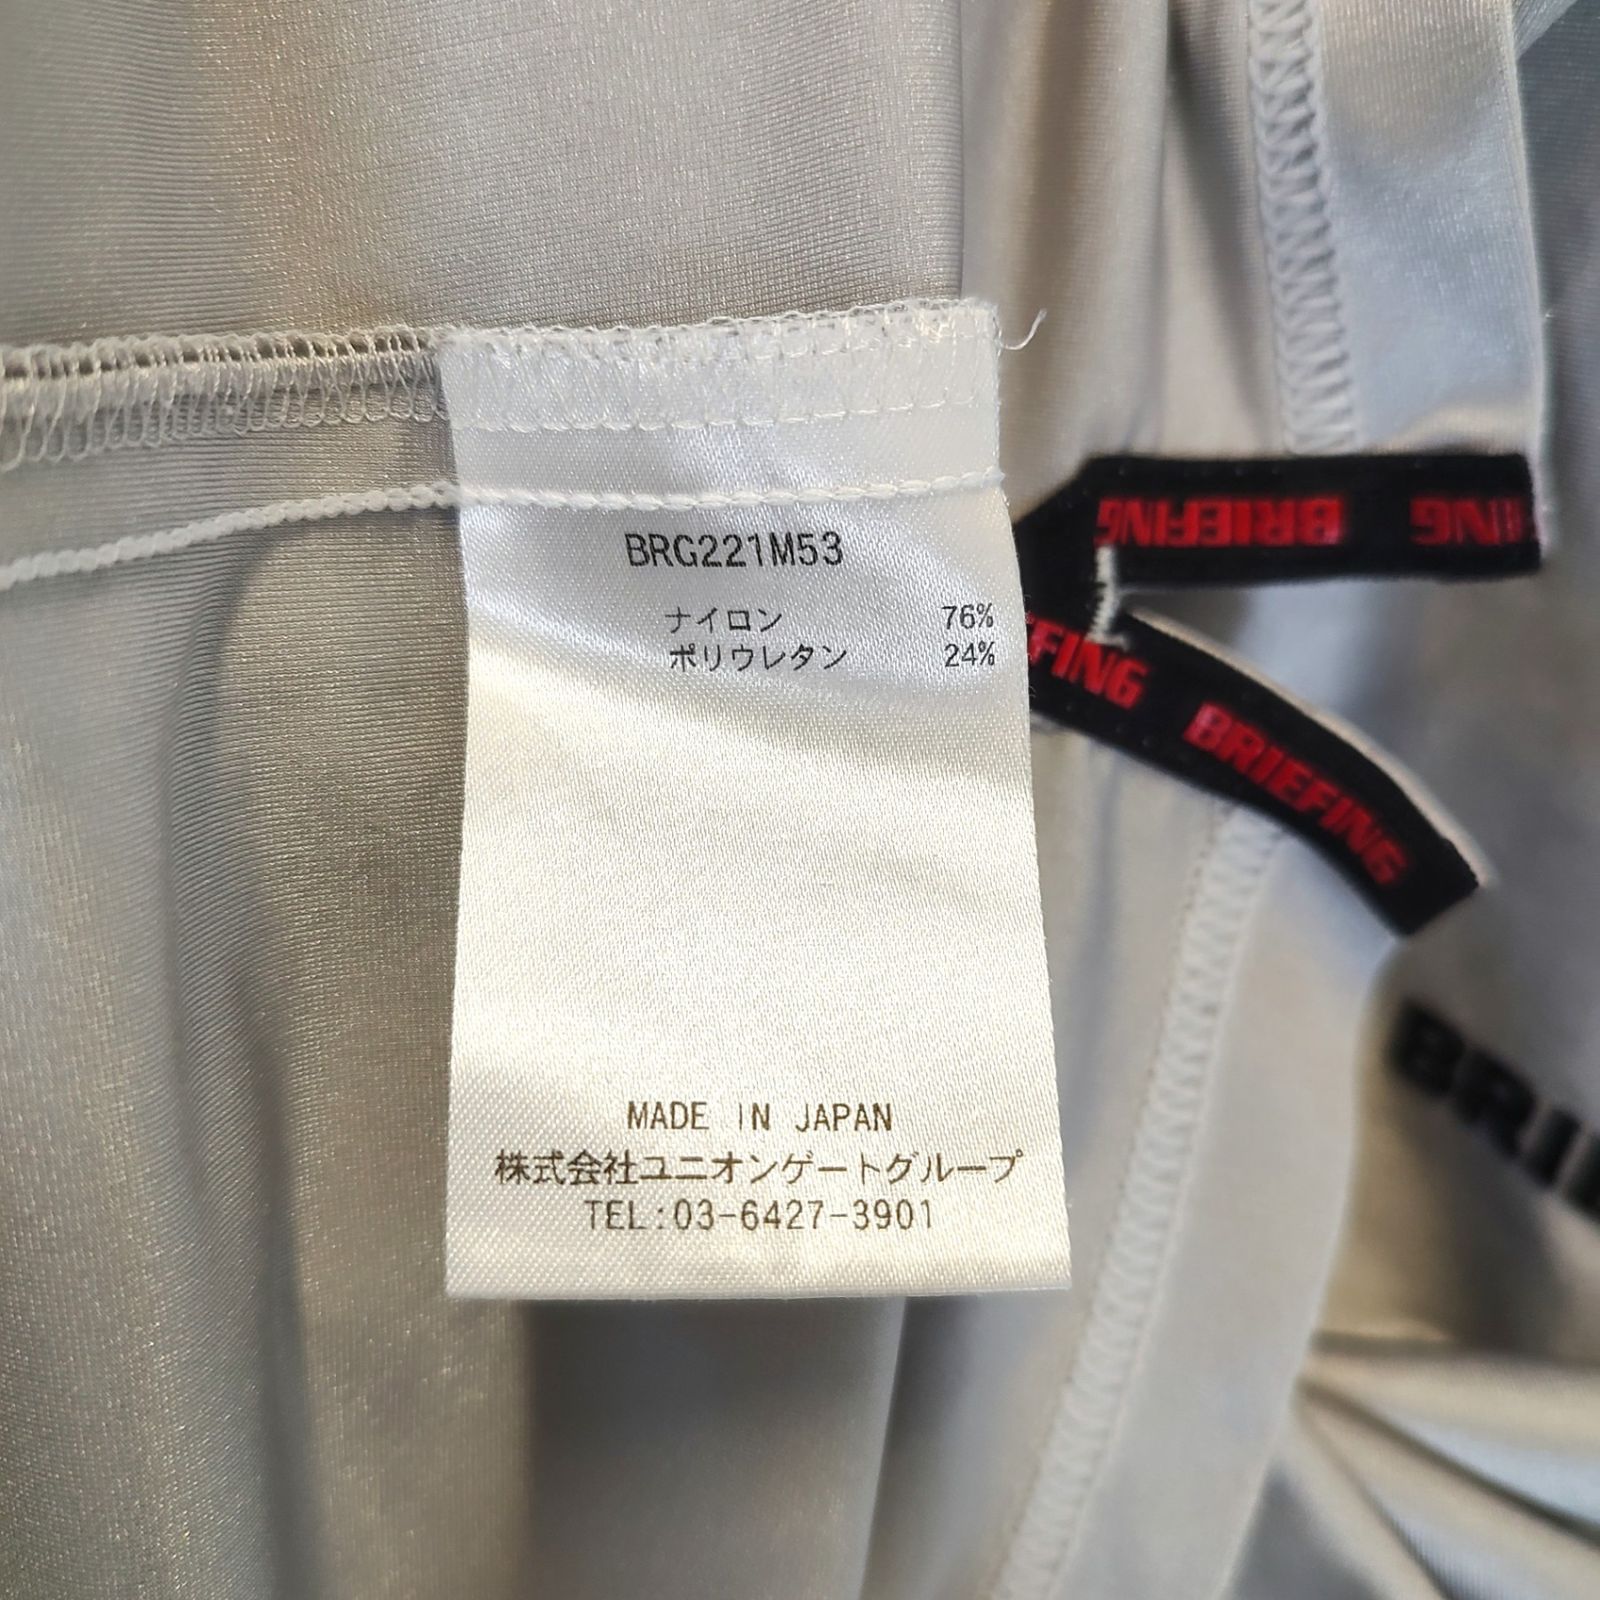 BRG221M53
ナイロン 76%
ポリウレタン 24%
MADE IN JAPAN
株式会社ユニオンゲートグループ
TEL:03-6427-3901
BRIEFING BRIEFING
BRIEFING